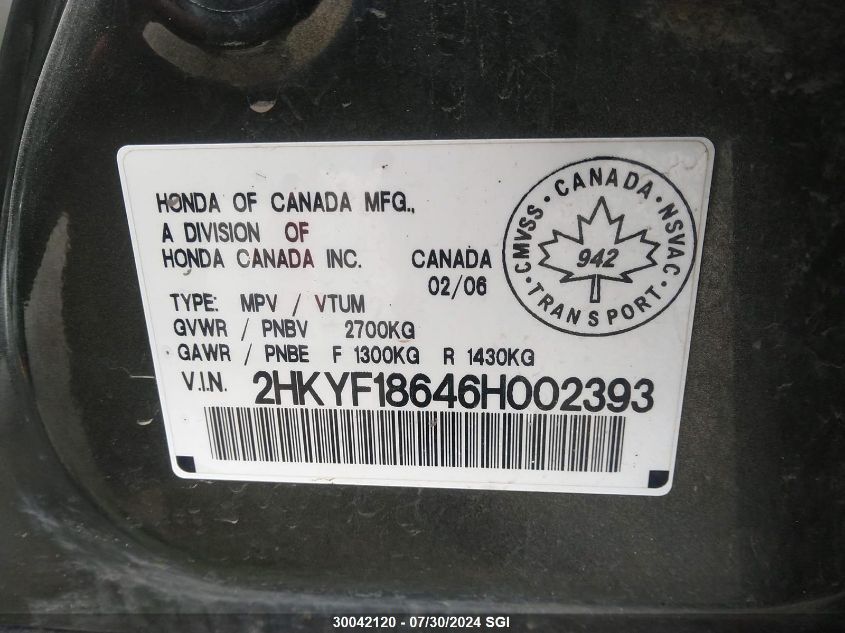 HONDA OF CANADA MFG.,
A DIVISION OF
HONDA CANADA INC.
CANADA
02/06
TYPE: MPV / VTUM
GVWR / PNBV 2700KG
GAWR / PNBE F 1300KG R 1430KG
V.I.N. 2HKYF18646H002393
CMVSS · CANADA · NSVAC
942
· TRANSPORT ·
30042120 - 07/30/2024 SGI